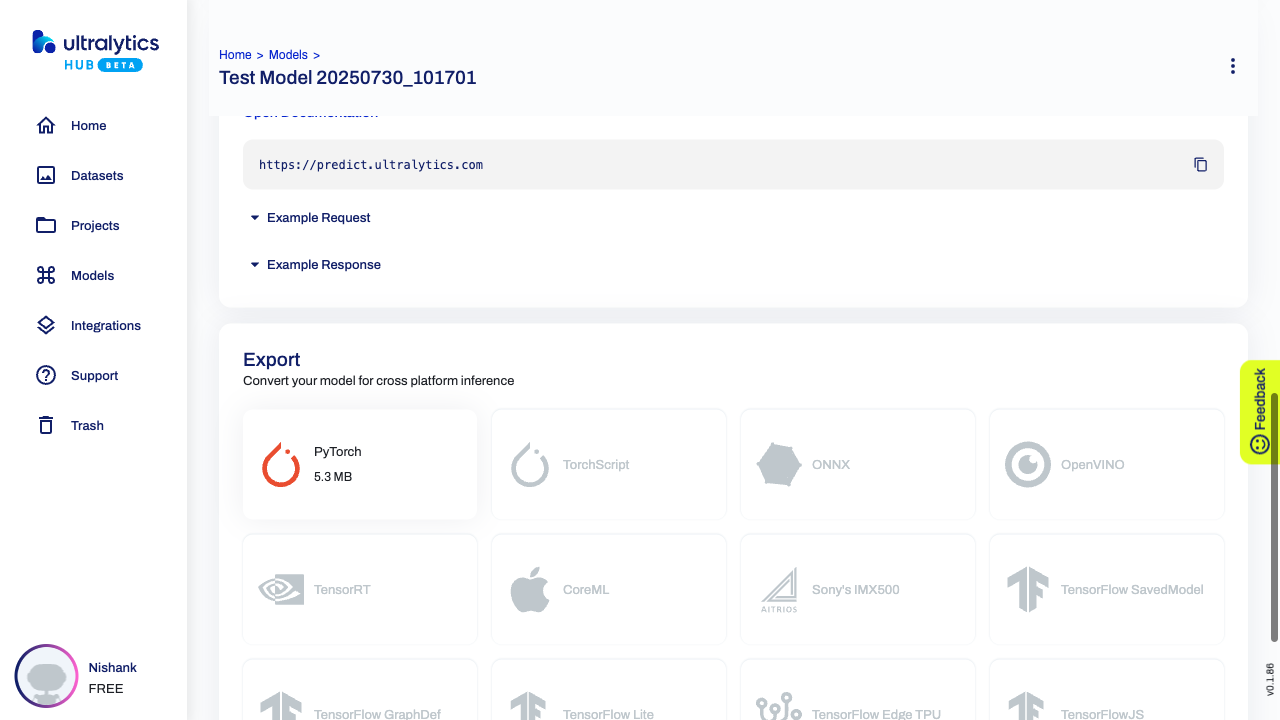 ultralytics
HUB BETA
Home
Datasets
Projects
Models
Integrations
Support
Trash
Nishank
FREE
Home > Models >
Test Model 20250730_101701
Open Documentation
https://predict.ultralytics.com
Example Request
Example Response
Export
Convert your model for cross platform inference
PyTorch
5.3 MB
TorchScript
ONNX
OpenVINO
TensorRT
CoreML
AITRIOS
Sony's IMX500
TensorFlow SavedModel
TensorFlow GraphDef
TensorFlow Lite
TensorFlow Edge TPU
TensorFlowJS
Feedback
v0.1.86